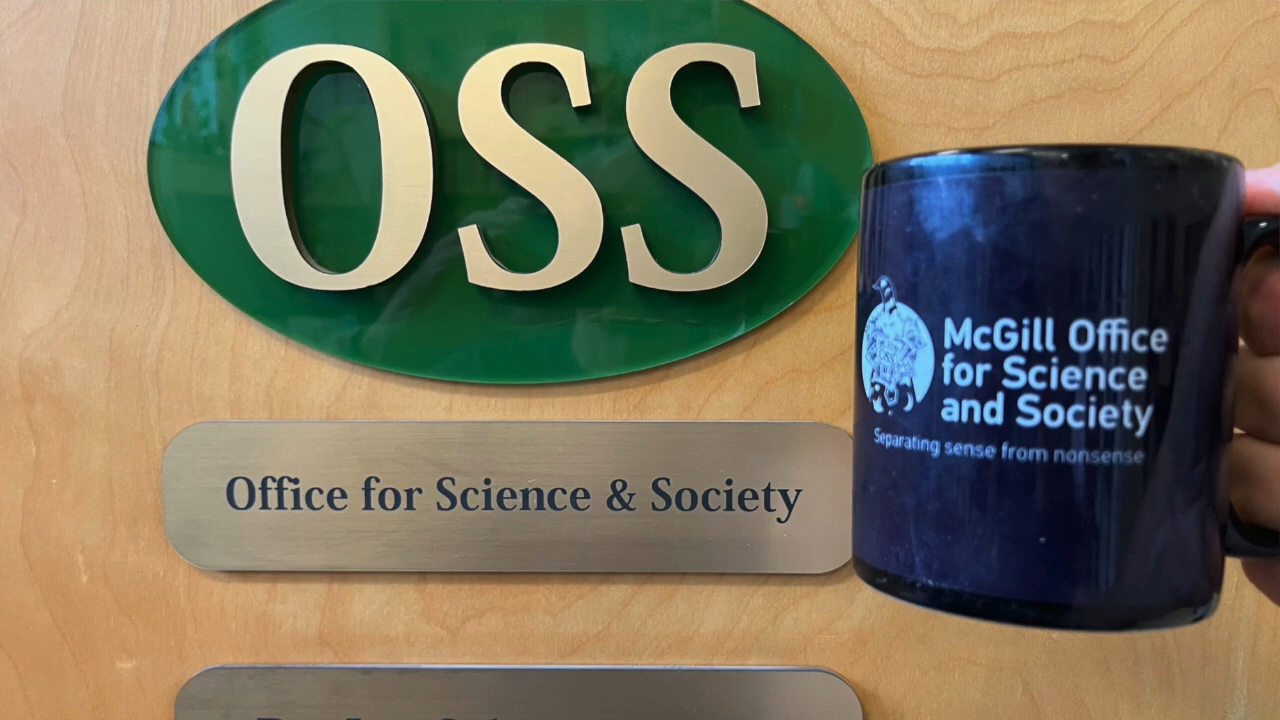 OSS
Office for Science & Society
McGill Office
for Science
and Society
Separating sense from nonsense